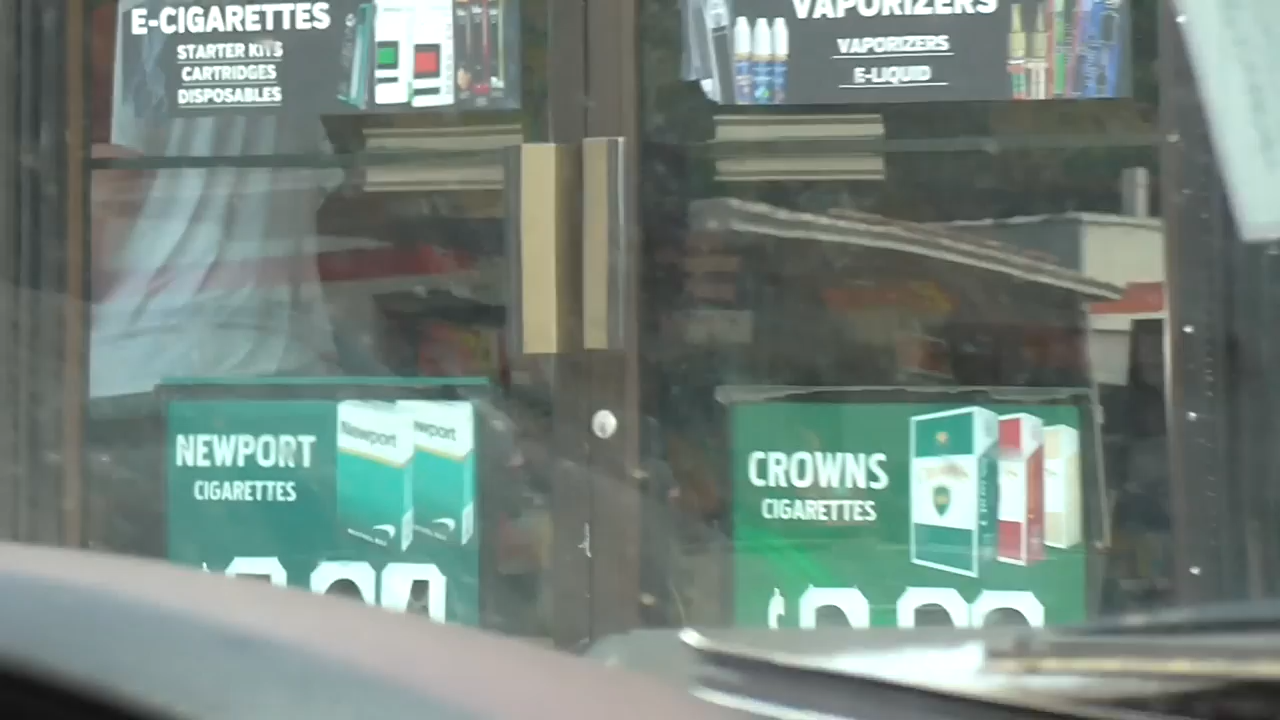 E-CIGARETTES
STARTER KITS
CARTRIDGES
DISPOSABLES
VAPORIZERS
VAPORIZERS
E-LIQUID
NEWPORT
CIGARETTES
Newport
Newport
CROWNS
CIGARETTES